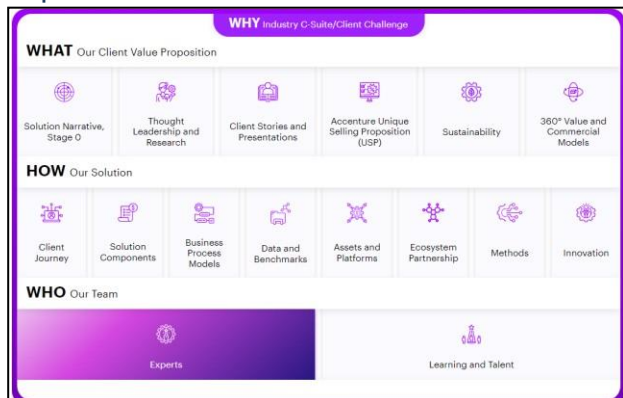 WHY Industry C-Suite/Client Challenge
WHAT Our Client Value Proposition
Solution Narrative,
Stage 0
Thought
Leadership and
Research
Client Stories and
Presentations
Accenture Unique
Selling Proposition
(USP)
Sustainability
360° Value and
Commercial
Models
HOW Our Solution
Client
Journey
Solution
Components
Business
Process
Models
Data and
Benchmarks
Assets and
Platforms
Ecosystem
Partnership
Methods
Innovation
WHO Our Team
Experts
Learning and Talent